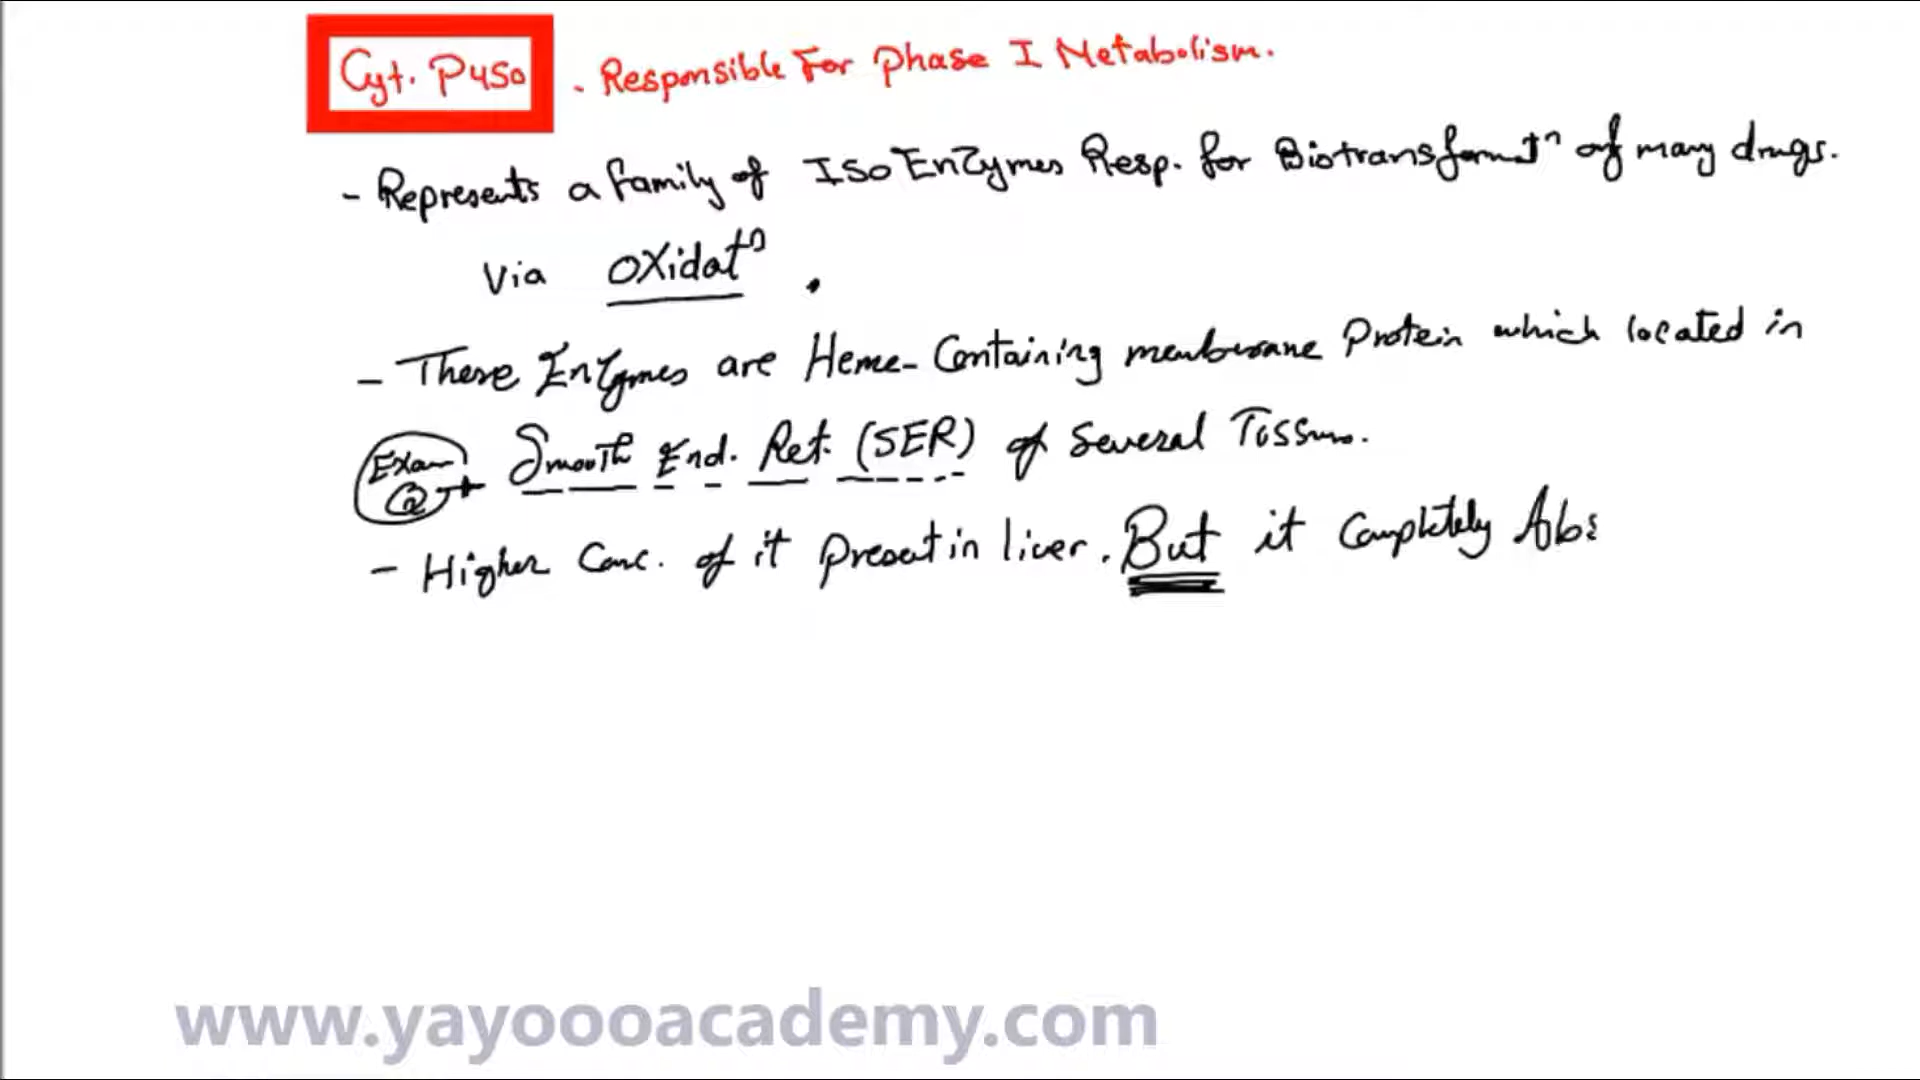 Cyt. P450 . Responsible For Phase I Metabolism.
- Represents a family of IsoEnzymes Resp. for Biotransformatn of many drugs.
Via Oxidatn .
- These Enzymes are Heme-Containing membrane Protein which located in
Exam Q → Smooth End. Ret. (SER) of Several Tissues.
- Higher Conc. of it Present in liver. But it Completely Abs
www.yayoooacademy.com